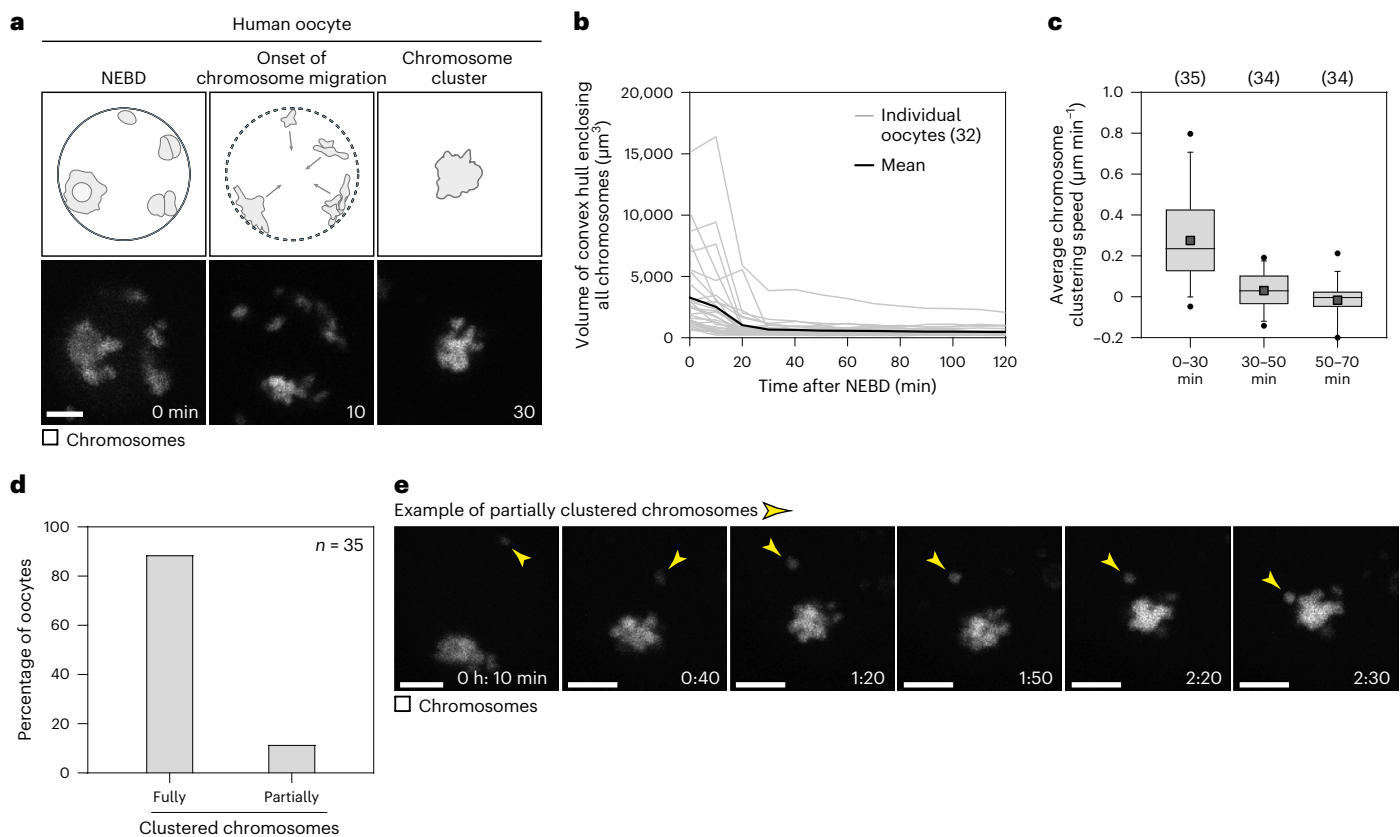 a
Human oocyte
NEBD
Onset of
chromosome migration
Chromosome
cluster
0 min
10
30
Chromosomes
b
Volume of convex hull enclosing
all chromosomes (µm³)
20,000
15,000
10,000
5,000
0
Individual
oocytes (32)
Mean
0
20
40
60
80
100
120
Time after NEBD (min)
c
Average chromosome
clustering speed (µm min⁻¹)
(35)
(34)
(34)
1.0
0.8
0.6
0.4
0.2
0
–0.2
0–30
min
30–50
min
50–70
min
d
Percentage of oocytes
100
80
60
40
20
0
n = 35
Fully
Partially
Clustered chromosomes
e
Example of partially clustered chromosomes
0 h: 10 min
0:40
1:20
1:50
2:20
2:30
Chromosomes